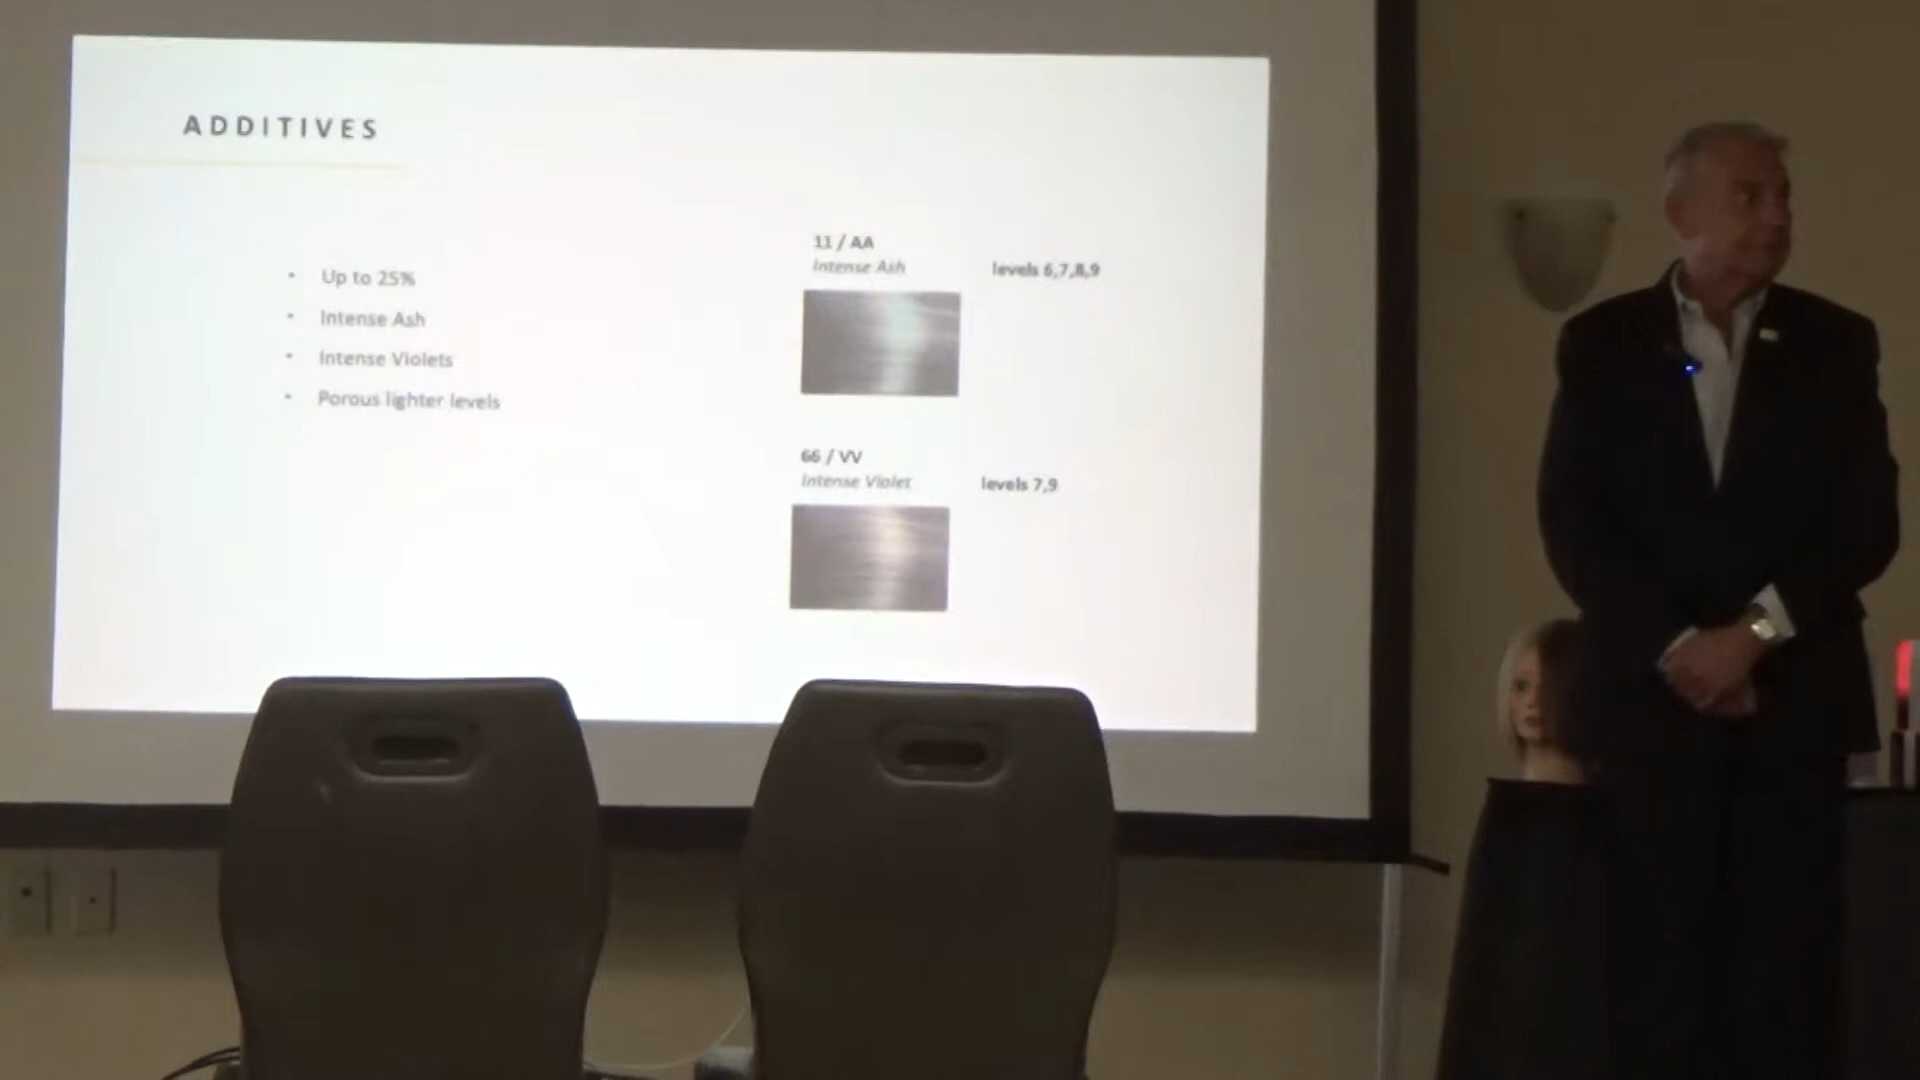 ADDITIVES
• Up to 25%
• Intense Ash
• Intense Violets
• Porous lighter levels
11 / AA
Intense Ash
levels 6,7,8,9
66 / VV
Intense Violet
levels 7,9